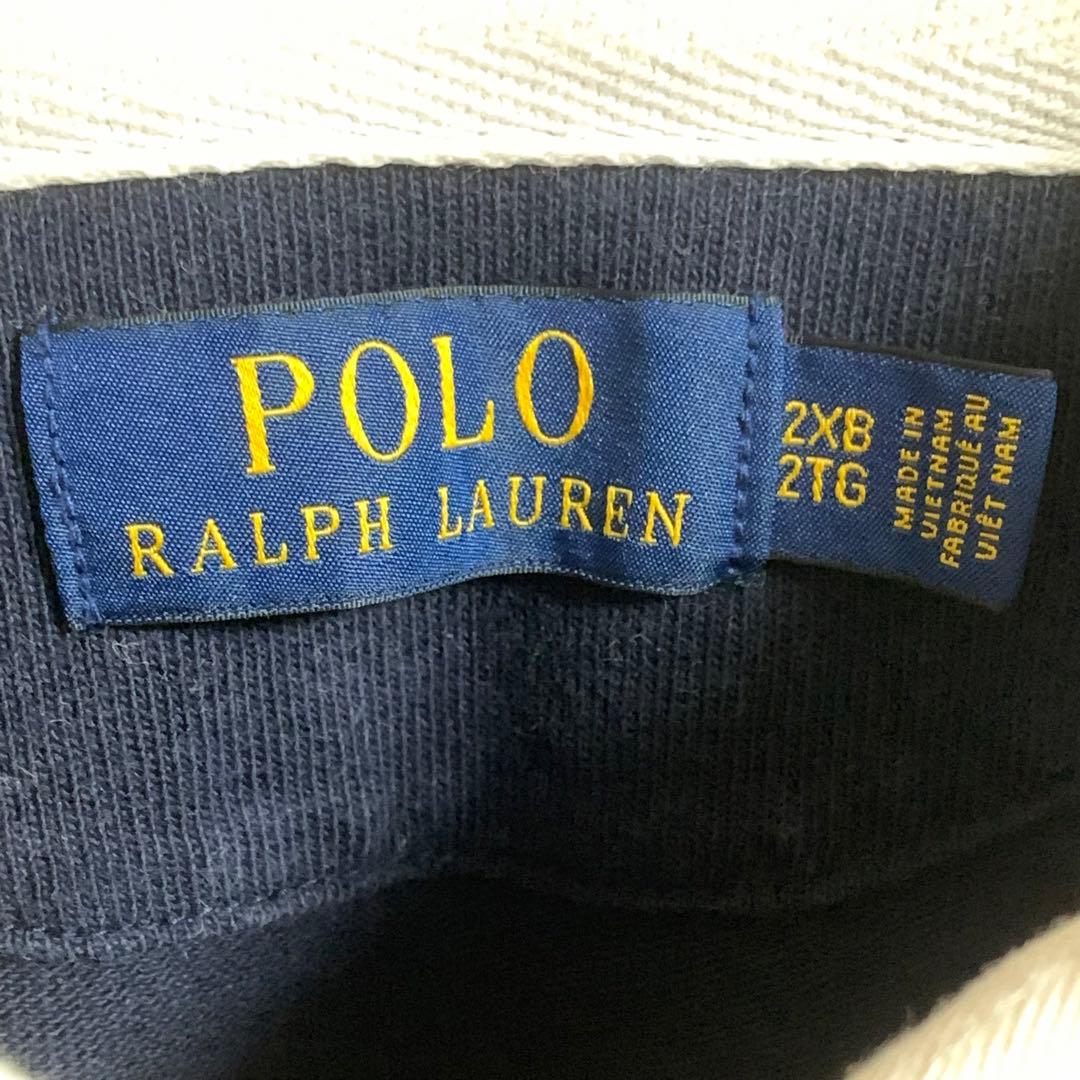 POLO
RALPH LAUREN
2XB
2TG
MADE IN
VIETNAM
FABRIQUÉ AU
VIÊT NAM